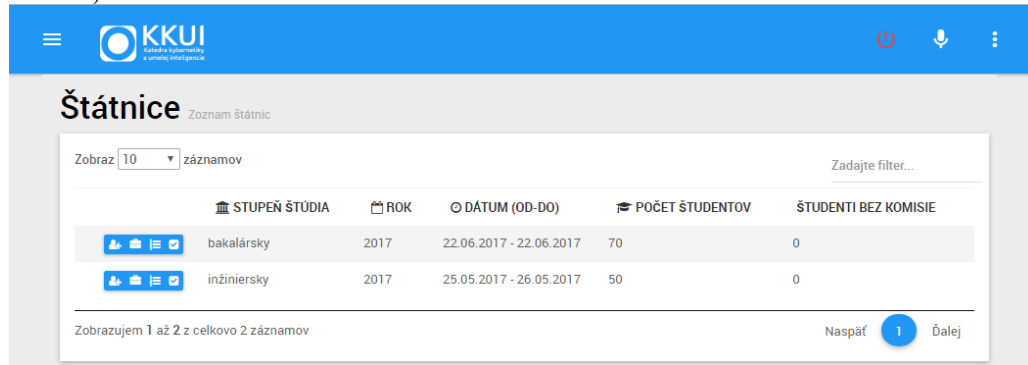 KKUI
Katedra kybernetiky
a umelej inteligencie
Štátnice Zoznam štátnic
Zobraz 10 záznamov
Zadajte filter...
STUPEŇ ŠTÚDIA ROK DÁTUM (OD-DO) POČET ŠTUDENTOV ŠTUDENTI BEZ KOMISIE
bakalársky 2017 22.06.2017 - 22.06.2017 70 0
inžiniersky 2017 25.05.2017 - 26.05.2017 50 0
Zobrazujem 1 až 2 z celkovo 2 záznamov
Naspäť 1 Ďalej